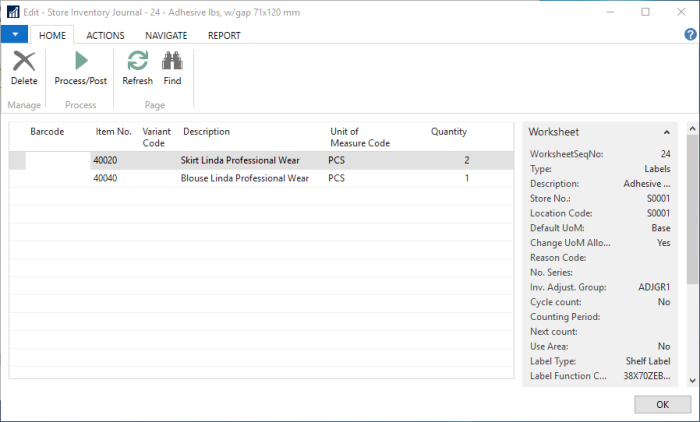 Edit - Store Inventory Journal - 24 - Adhesive lbs, w/gap 71x120 mm
HOME ACTIONS NAVIGATE REPORT
Delete Process/Post Refresh Find
Manage Process Page
Barcode Item No. Variant Code Description Unit of Measure Code Quantity
40020 Skirt Linda Professional Wear PCS 2
40040 Blouse Linda Professional Wear PCS 1
Worksheet
WorksheetSeqNo: 24
Type: Labels
Description: Adhesive ...
Store No.: S0001
Location Code: S0001
Default UoM: Base
Change UoM Allo... Yes
Reason Code:
No. Series:
Inv. Adjust. Group: ADJGR1
Cycle count: No
Counting Period:
Next count:
Use Area: No
Label Type: Shelf Label
Label Function C... 38X70ZEB...
OK